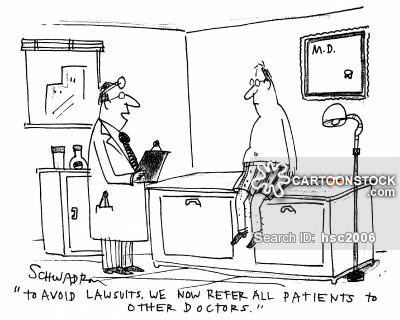 M.D.
CARTOONSTOCK
.com
Search ID: hsc2006
SCHWADRON
"TO AVOID LAWSUITS, WE NOW REFER ALL PATIENTS TO
OTHER DOCTORS."